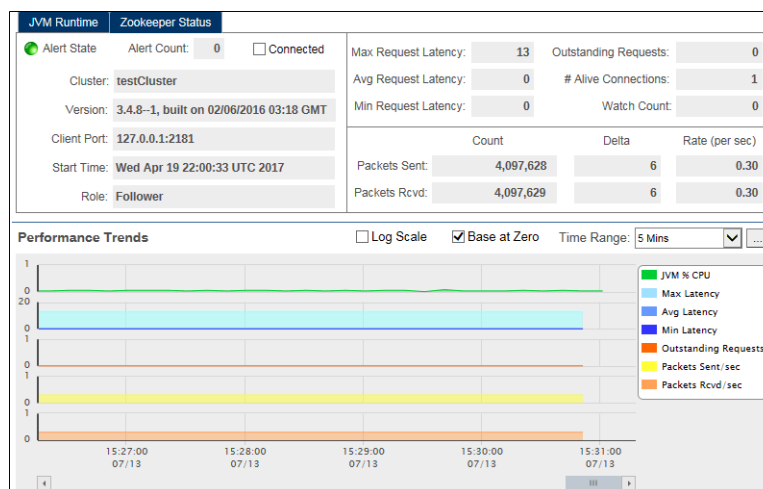 JVM Runtime Zookeeper Status
Alert State Alert Count: 0 Connected
Cluster: testCluster
Version: 3.4.8--1, built on 02/06/2016 03:18 GMT
Client Port: 127.0.0.1:2181
Start Time: Wed Apr 19 22:00:33 UTC 2017
Role: Follower
Max Request Latency: 13 Outstanding Requests: 0
Avg Request Latency: 0 # Alive Connections: 1
Min Request Latency: 0 Watch Count: 0
Count Delta Rate (per sec)
Packets Sent: 4,097,628 6 0.30
Packets Rcvd: 4,097,629 6 0.30
Performance Trends Log Scale Base at Zero Time Range: 5 Mins ...
1
0
20
0
1
0
1
0
1
0
15:27:00 15:28:00 15:29:00 15:30:00 15:31:00
07/13 07/13 07/13 07/13 07/13
JVM % CPU
Max Latency
Avg Latency
Min Latency
Outstanding Requests
Packets Sent/sec
Packets Rcvd/sec